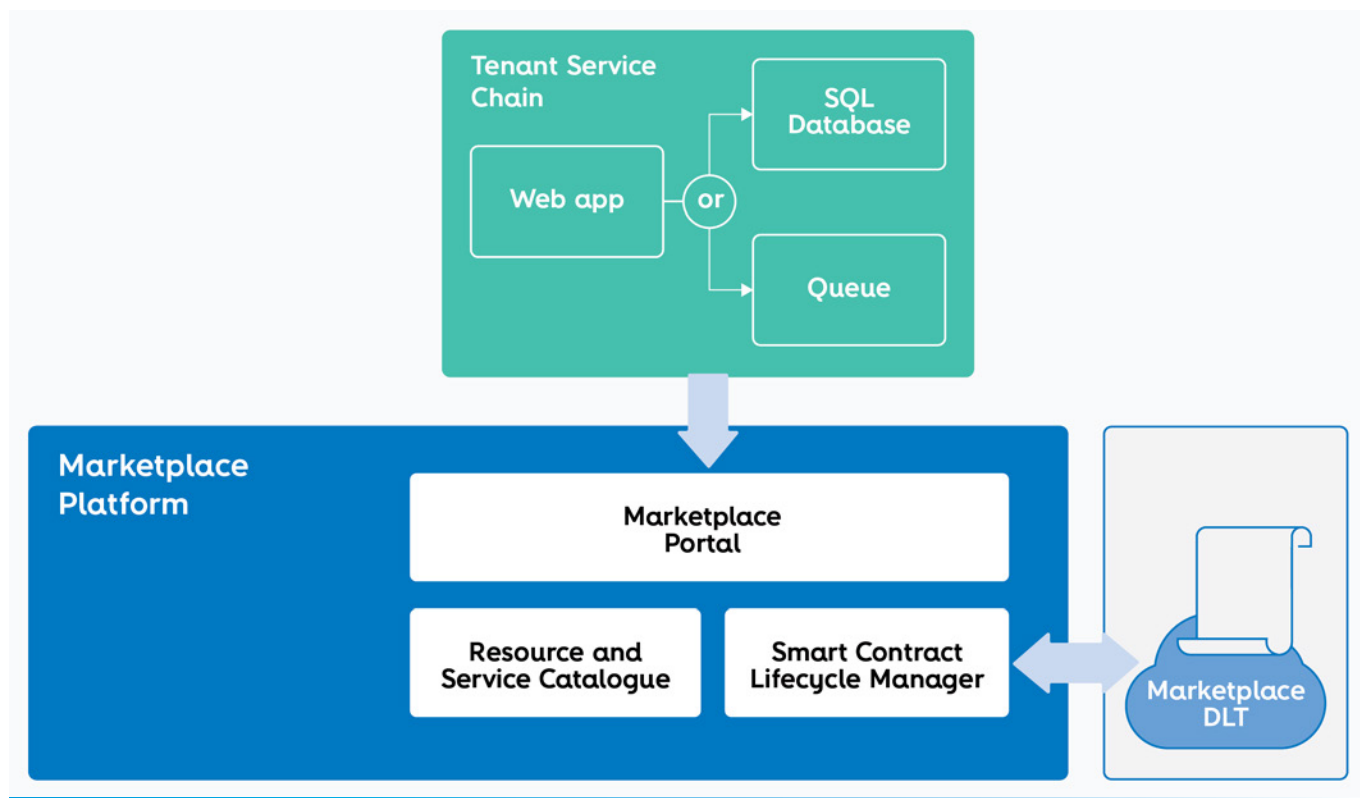 Tenant Service
Chain
SQL
Database
Web app
or
Queue
Marketplace
Platform
Marketplace
Portal
Resource and
Service Catalogue
Smart Contract
Lifecycle Manager
Marketplace
DLT